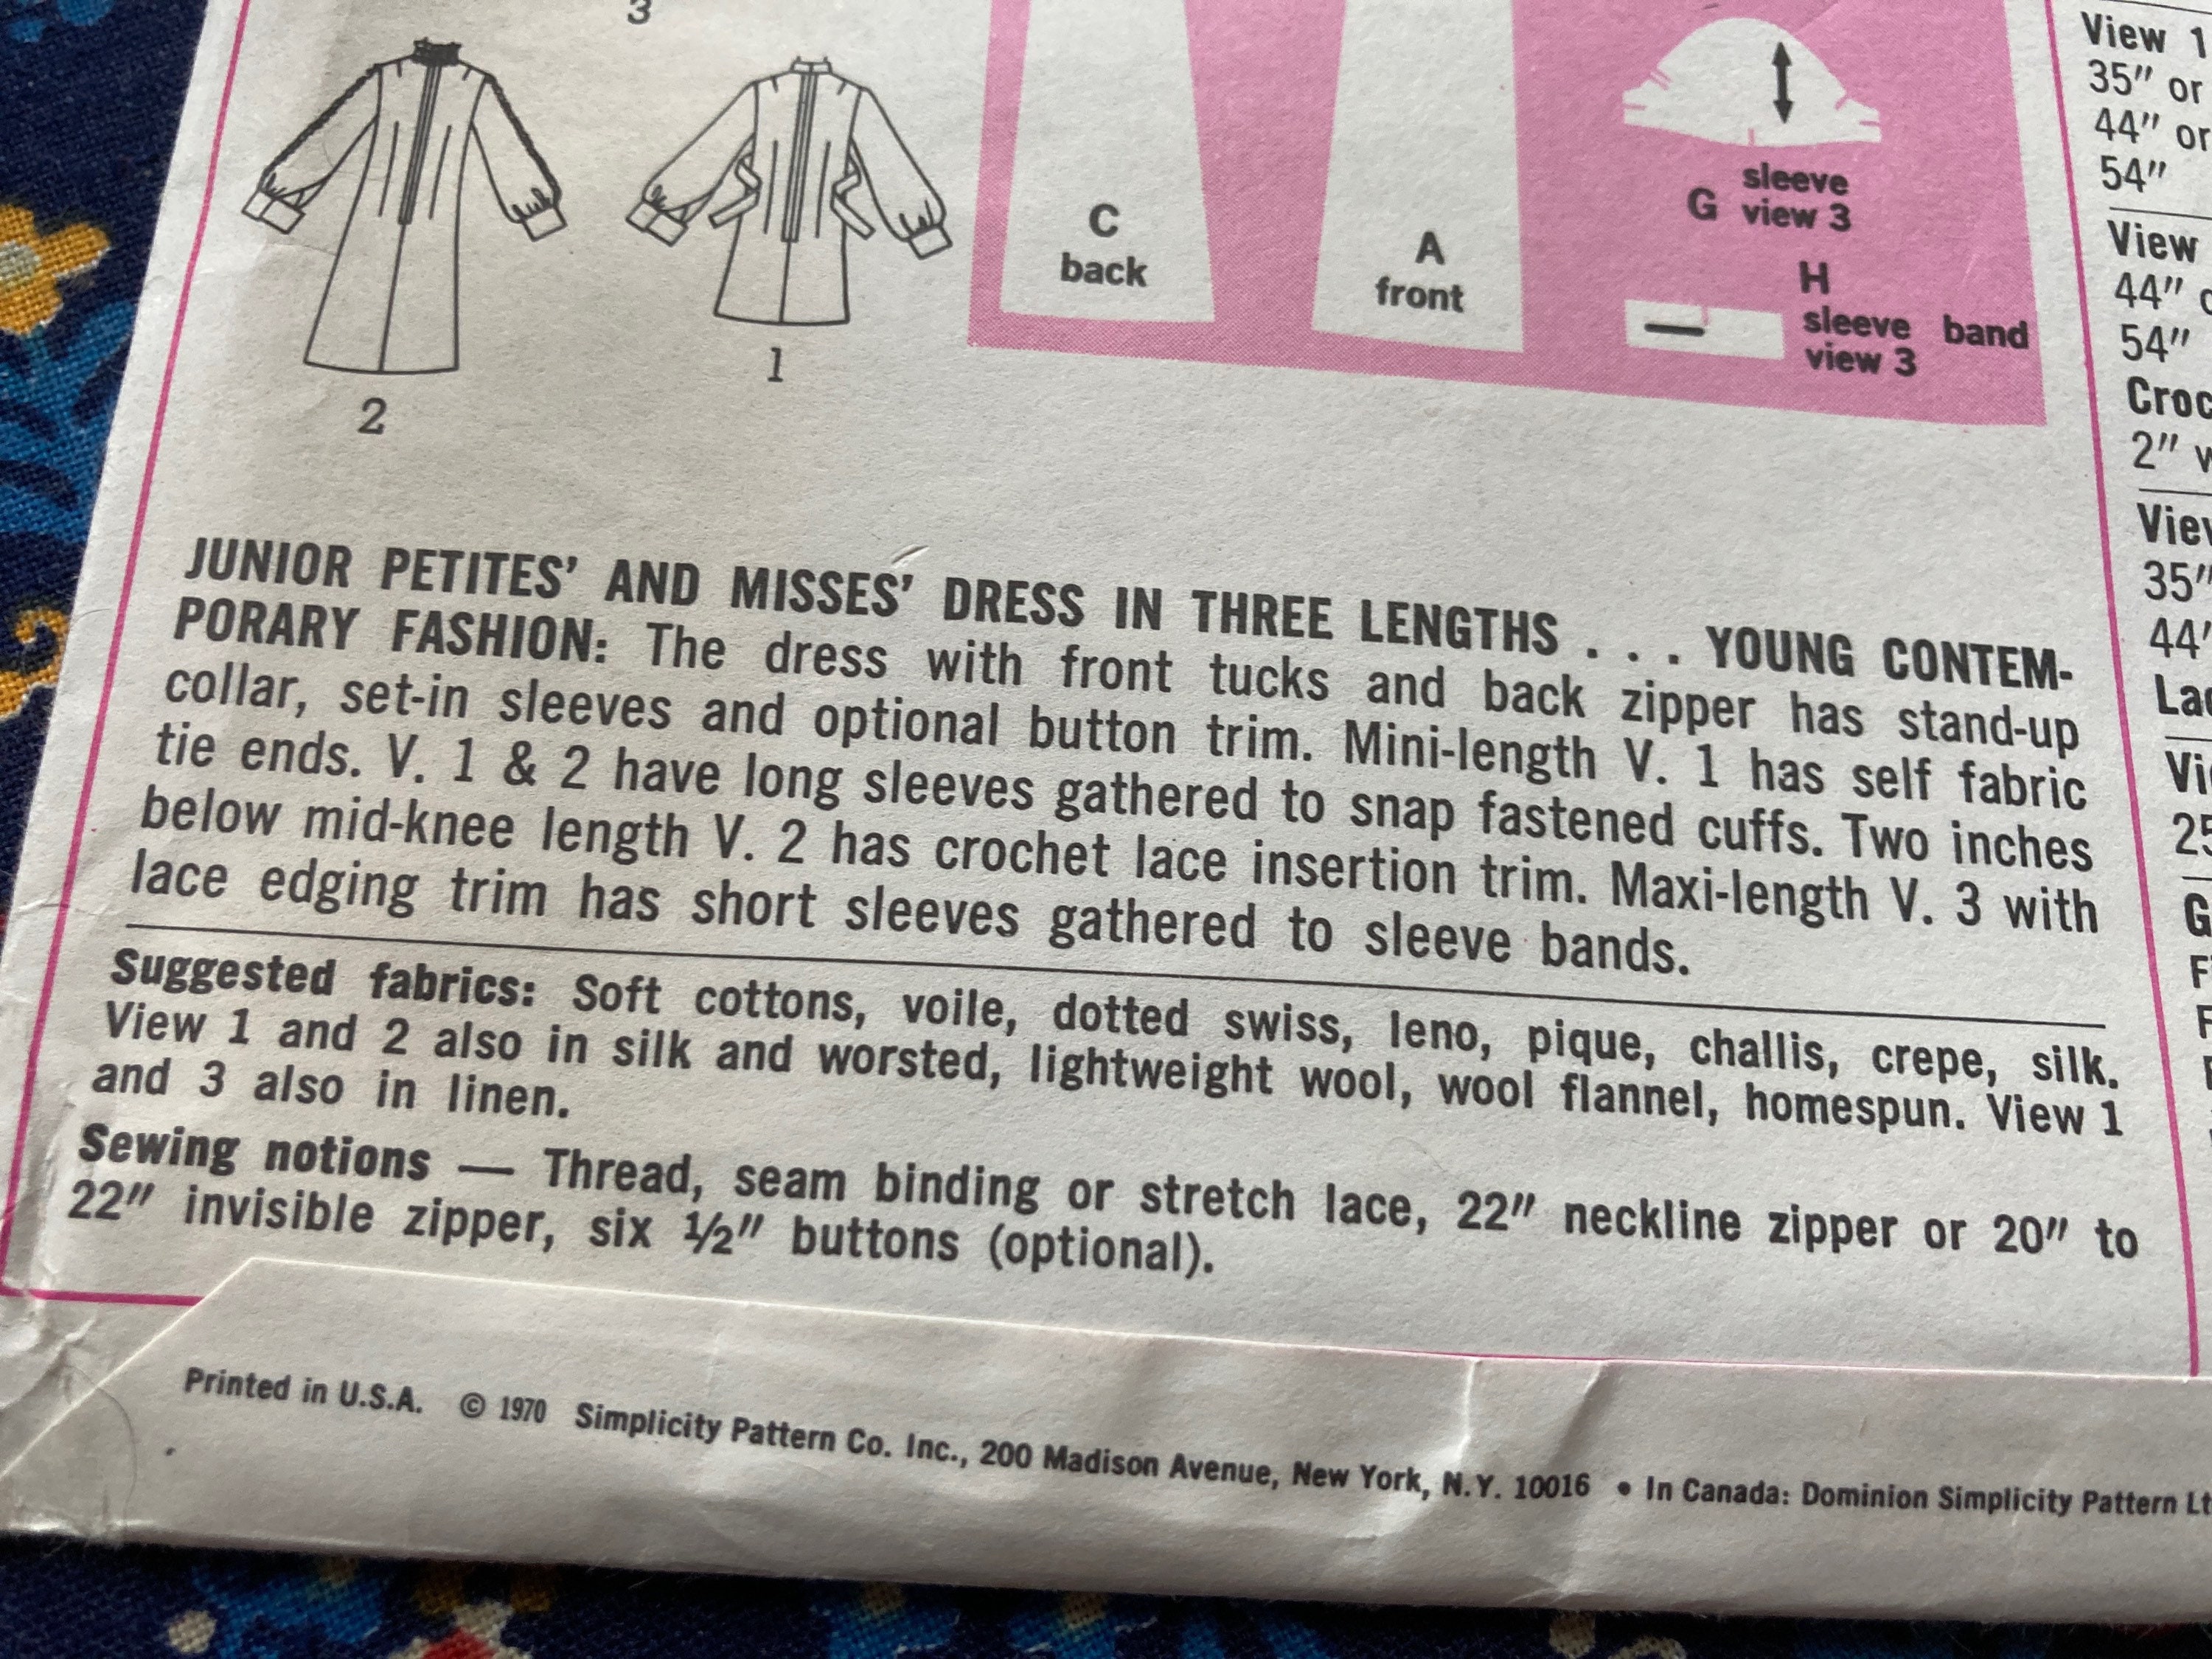 3
2
1
C
back
A
front
sleeve
G view 3
H
sleeve band
view 3
JUNIOR PETITES' AND MISSES' DRESS IN THREE LENGTHS . . . YOUNG CONTEM-
PORARY FASHION: The dress with front tucks and back zipper has stand-up
collar, set-in sleeves and optional button trim. Mini-length V. 1 has self fabric
tie ends. V. 1 & 2 have long sleeves gathered to snap fastened cuffs. Two inches
below mid-knee length V. 2 has crochet lace insertion trim. Maxi-length V. 3 with
lace edging trim has short sleeves gathered to sleeve bands.
Suggested fabrics: Soft cottons, voile, dotted swiss, leno, pique, challis, crepe, silk.
View 1 and 2 also in silk and worsted, lightweight wool, wool flannel, homespun. View 1
and 3 also in linen.
Sewing notions — Thread, seam binding or stretch lace, 22" neckline zipper or 20" to
22" invisible zipper, six ½" buttons (optional).
Printed in U.S.A. © 1970 Simplicity Pattern Co. Inc., 200 Madison Avenue, New York, N.Y. 10016 • In Canada: Dominion Simplicity Pattern
View 1
35" or
44" or
54"
View
44"
54"
2"
35"
44"